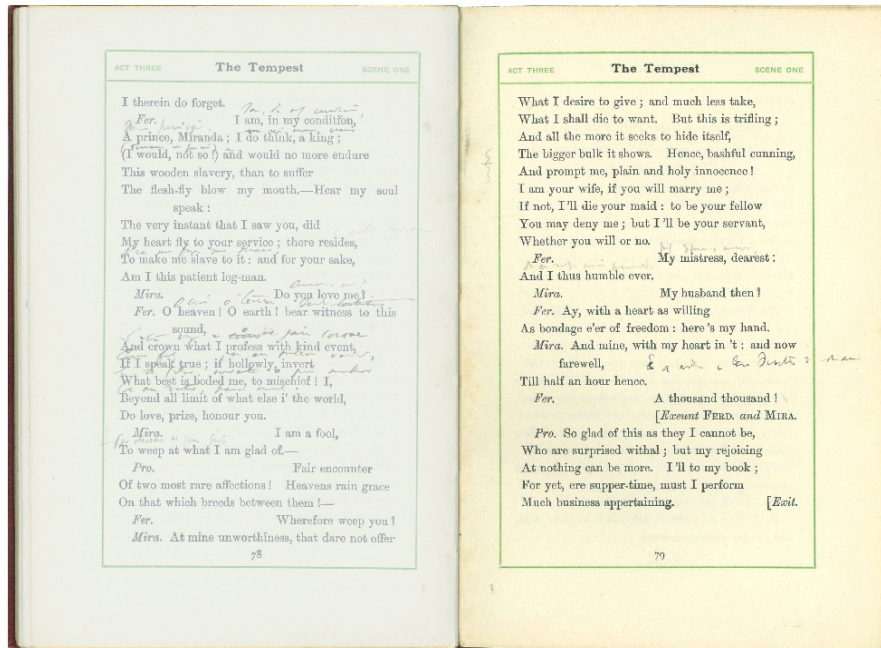 ACT THREE The Tempest SCENE ONE
I therein do forget.
Fer. I am, in my condition,
A prince, Miranda ; I do think, a king ;
(I would, not so !) and would no more endure
This wooden slavery, than to suffer
The flesh-fly blow my mouth.—Hear my soul
speak :
The very instant that I saw you, did
My heart fly to your service ; there resides,
To make me slave to it : and for your sake,
Am I this patient log-man.
Mira. Do you love me ?
Fer. O heaven ! O earth ! bear witness to this
sound,
And crown what I profess with kind event,
If I speak true ; if hollowly, invert
What best is boded me, to mischief ! I,
Beyond all limit of what else i' the world,
Do love, prize, honour you.
Mira. I am a fool,
To weep at what I am glad of.—
Pro. Fair encounter
Of two most rare affections ! Heavens rain grace
On that which breeds between them !—
Fer. Wherefore weep you ?
Mira. At mine unworthiness, that dare not offer
78
ACT THREE The Tempest SCENE ONE
What I desire to give ; and much less take,
What I shall die to want. But this is trifling ;
And all the more it seeks to hide itself,
The bigger bulk it shows. Hence, bashful cunning,
And prompt me, plain and holy innocence !
I am your wife, if you will marry me ;
If not, I'll die your maid : to be your fellow
You may deny me ; but I'll be your servant,
Whether you will or no.
Fer. My mistress, dearest :
And I thus humble ever.
Mira. My husband then ?
Fer. Ay, with a heart as willing
As bondage e'er of freedom : here's my hand.
Mira. And mine, with my heart in 't : and now
farewell,
Till half an hour hence.
Fer. A thousand thousand !
[Exeunt FERD. and MIRA.
Pro. So glad of this as they I cannot be,
Who are surprised withal ; but my rejoicing
At nothing can be more. I'll to my book ;
For yet, ere supper-time, must I perform
Much business appertaining. [Exit.
79